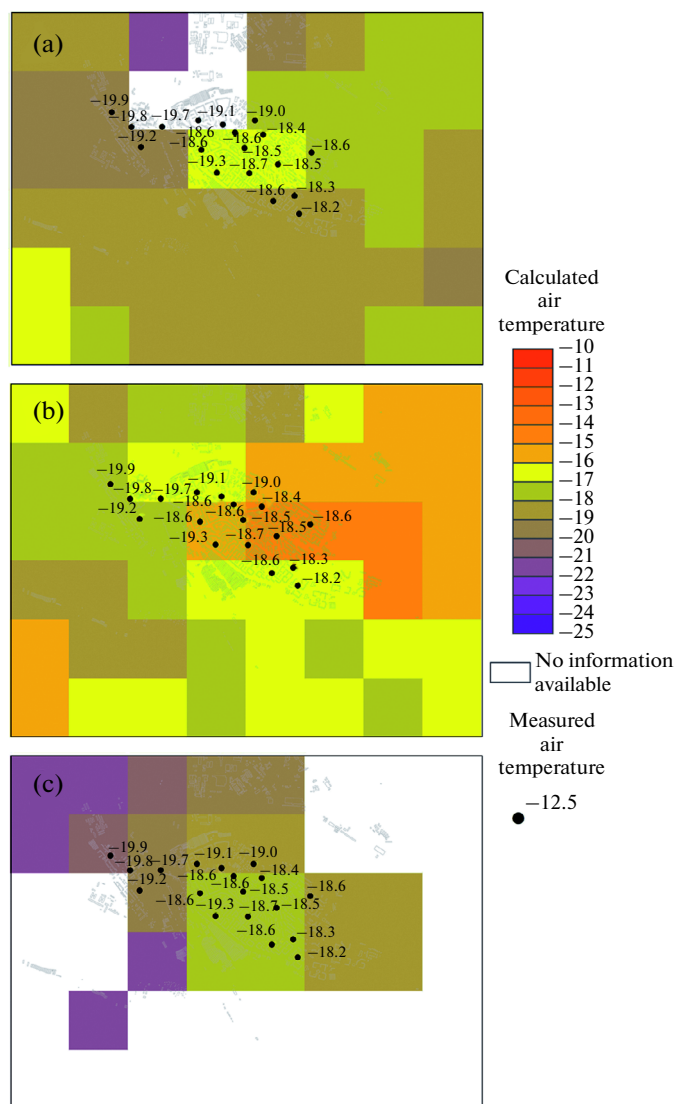 (a)
−19.9
−19.8 −19.7 −19.1 −19.0
−18.6 −18.4
−19.2 −18.6 −18.6 −18.5 −18.6
−19.3 −18.7 −18.5
−18.6 −18.3
−18.2
(b)
−19.9
−19.8 −19.7 −19.1 −19.0
−18.6 −18.4
−19.2 −18.6 −18.6 −18.5 −18.6
−19.3 −18.7 −18.5
−18.6 −18.3
−18.2
(c)
−19.9
−19.8 −19.7 −19.1 −19.0
−18.6 −18.4
−19.2 −18.6 −18.6 −18.5 −18.6
−19.3 −18.7 −18.5
−18.6 −18.3
−18.2
Calculated
air
temperature
−10
−11
−12
−13
−14
−15
−16
−17
−18
−19
−20
−21
−22
−23
−24
−25
No information
available
Measured
air
temperature
−12.5